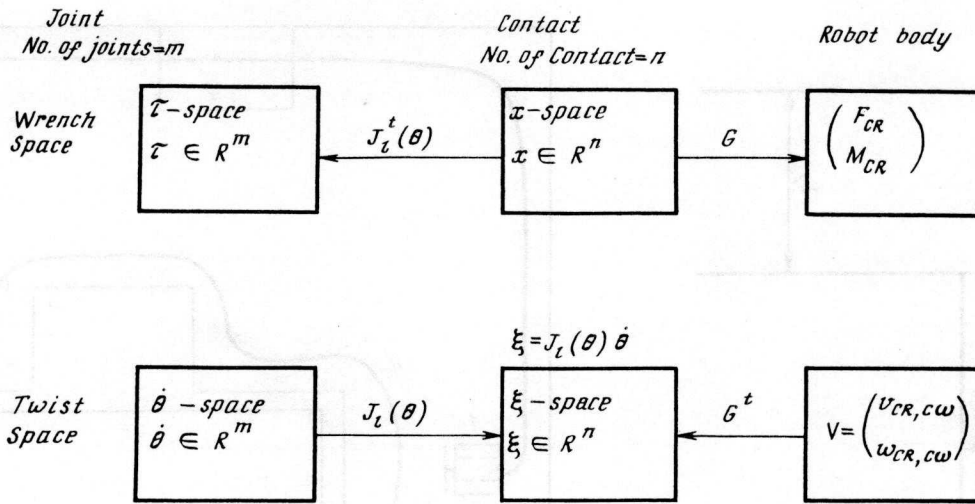 Joint
No. of joints=m
Contact
No. of Contact=n
Robot body
Wrench
Space
τ-space
τ ∈ R^m
J_l^t(θ)
x-space
x ∈ R^n
G
(F_CR
M_CR)
ξ=J_l(θ) θ̇
Twist
Space
θ̇ -space
θ̇ ∈ R^m
J_l(θ)
ξ-space
ξ ∈ R^n
G^t
V=(υ_CR,cω
ω_CR,cω)